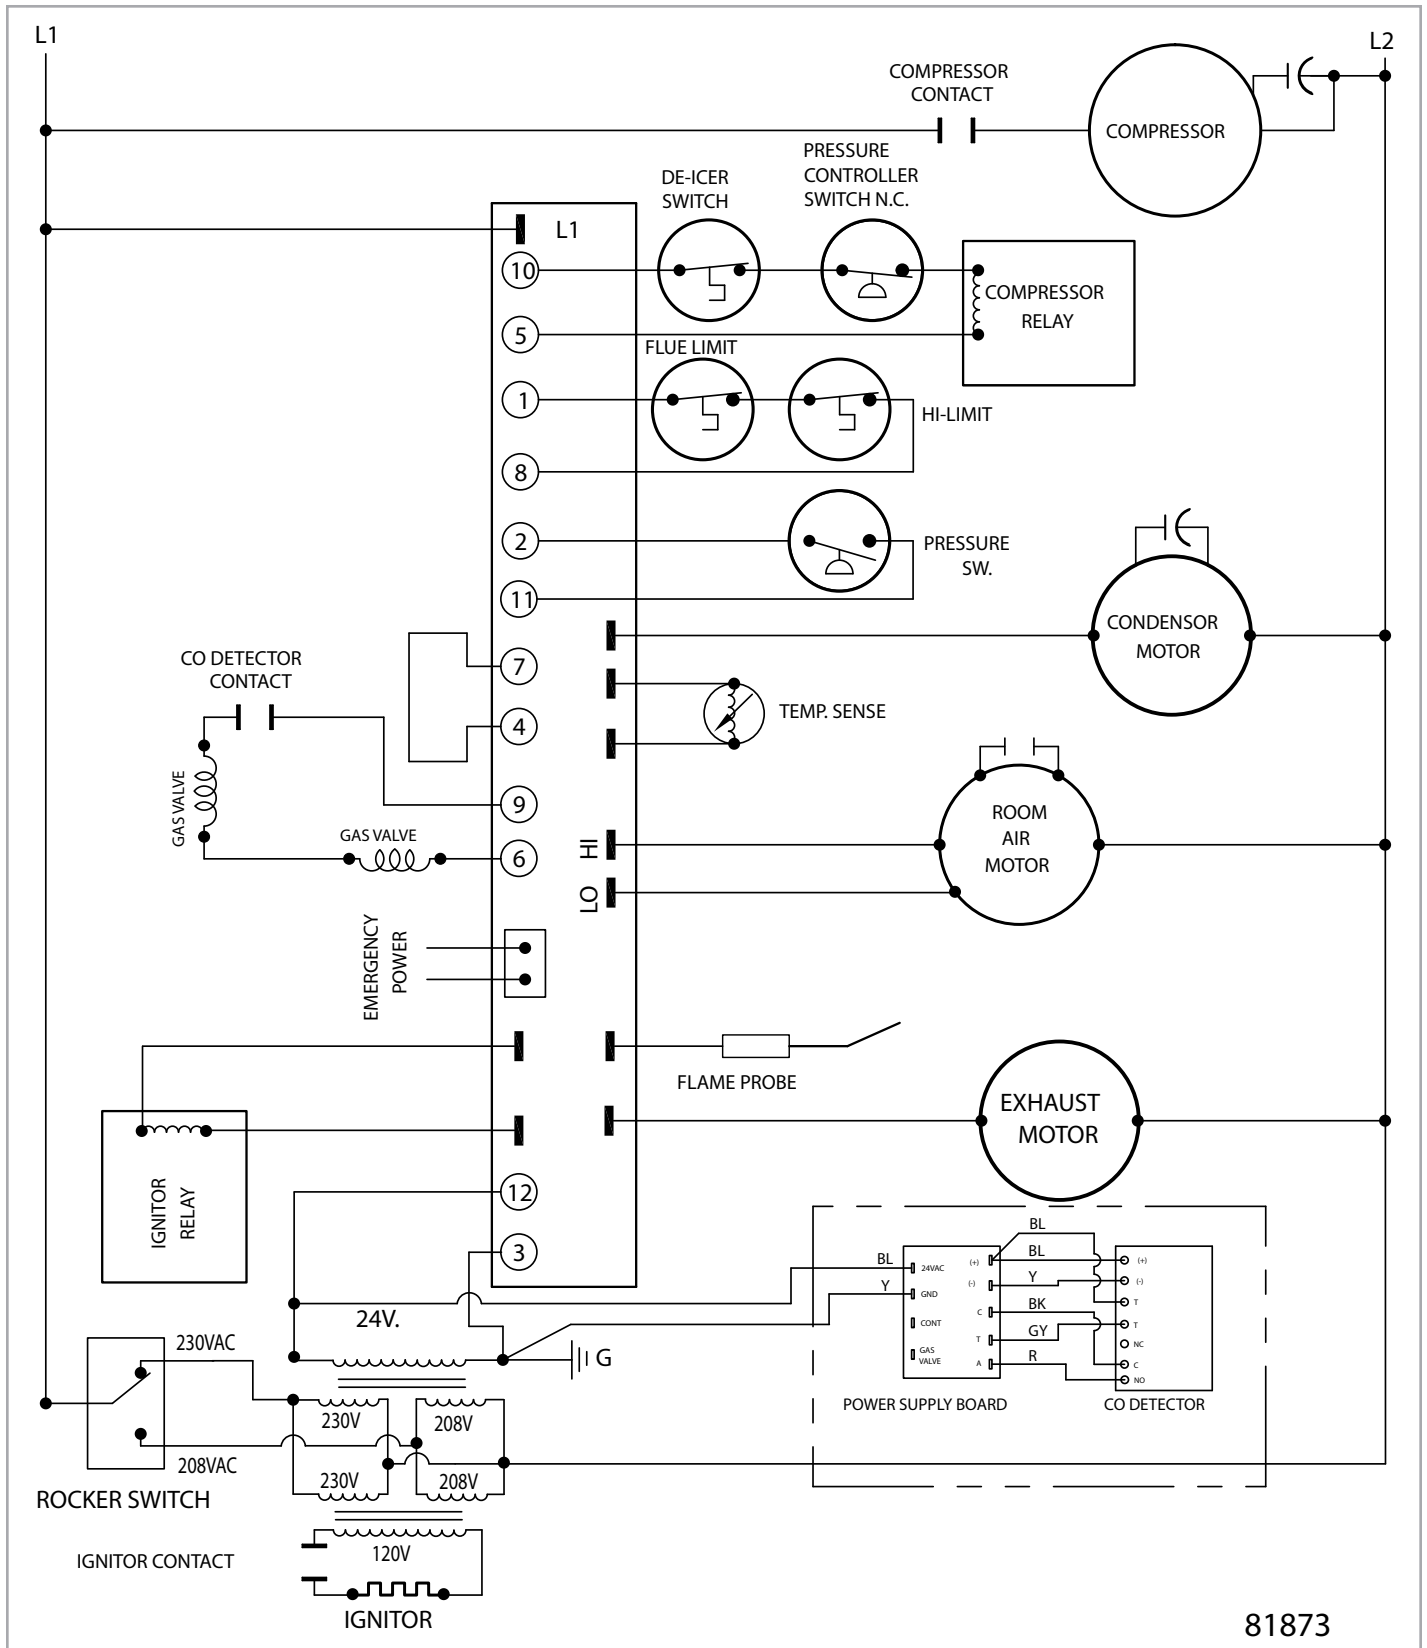 L1
L2
COMPRESSOR
CONTACT
COMPRESSOR
PRESSURE
CONTROLLER
SWITCH N.C.
DE-ICER
SWITCH
L1
10
COMPRESSOR
RELAY
5
FLUE LIMIT
1
HI-LIMIT
8
2
PRESSURE
SW.
11
CONDENSOR
MOTOR
7
CO DETECTOR
CONTACT
4
TEMP. SENSE
GAS VALVE
9
GAS VALVE
6
HI
LO
ROOM
AIR
MOTOR
EMERGENCY
POWER
FLAME PROBE
EXHAUST
MOTOR
IGNITOR
RELAY
12
3
BL
BL
BL
24VAC
(+)
(+)
Y
Y
GND
(-)
(-)
BK
CONT
C
T
GY
T
T
GAS
VALVE
NC
R
A
C
NO
POWER SUPPLY BOARD
CO DETECTOR
24V.
G
230VAC
230V
208V
208VAC
230V
208V
ROCKER SWITCH
120V
IGNITOR CONTACT
IGNITOR
81873